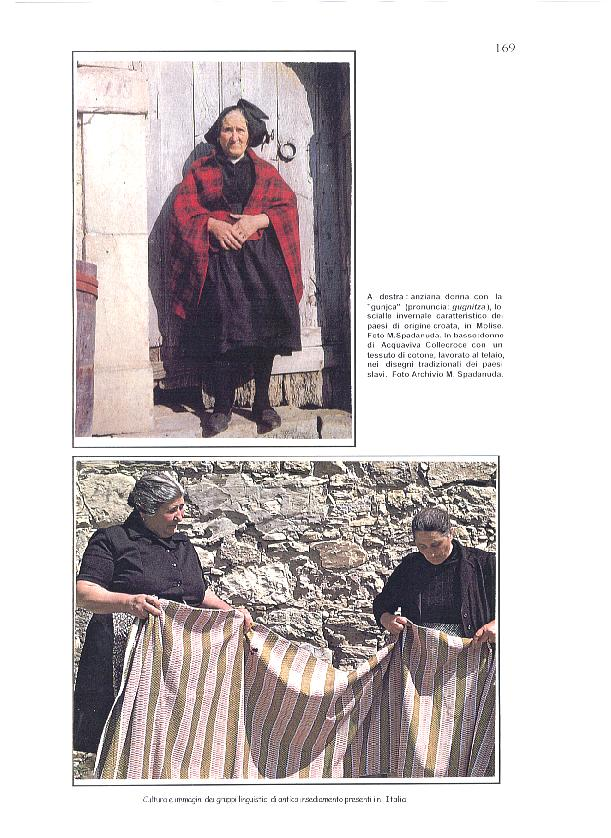 169
A destra: anziana donna con la
"gunjca" (pronuncia: gugnitza), lo
scialle invernale caratteristico dei
paesi di origine croata, in Molise.
Foto M.Spadanuda. In basso:donne
di Acquaviva Collecroce con un
tessuto di cotone, lavorato al telaio,
nei disegni tradizionali dei paesi
slavi. Foto Archivio M. Spadanuda.
Cultura e immagini dei gruppi linguistici di antico insediamento presenti in Italia